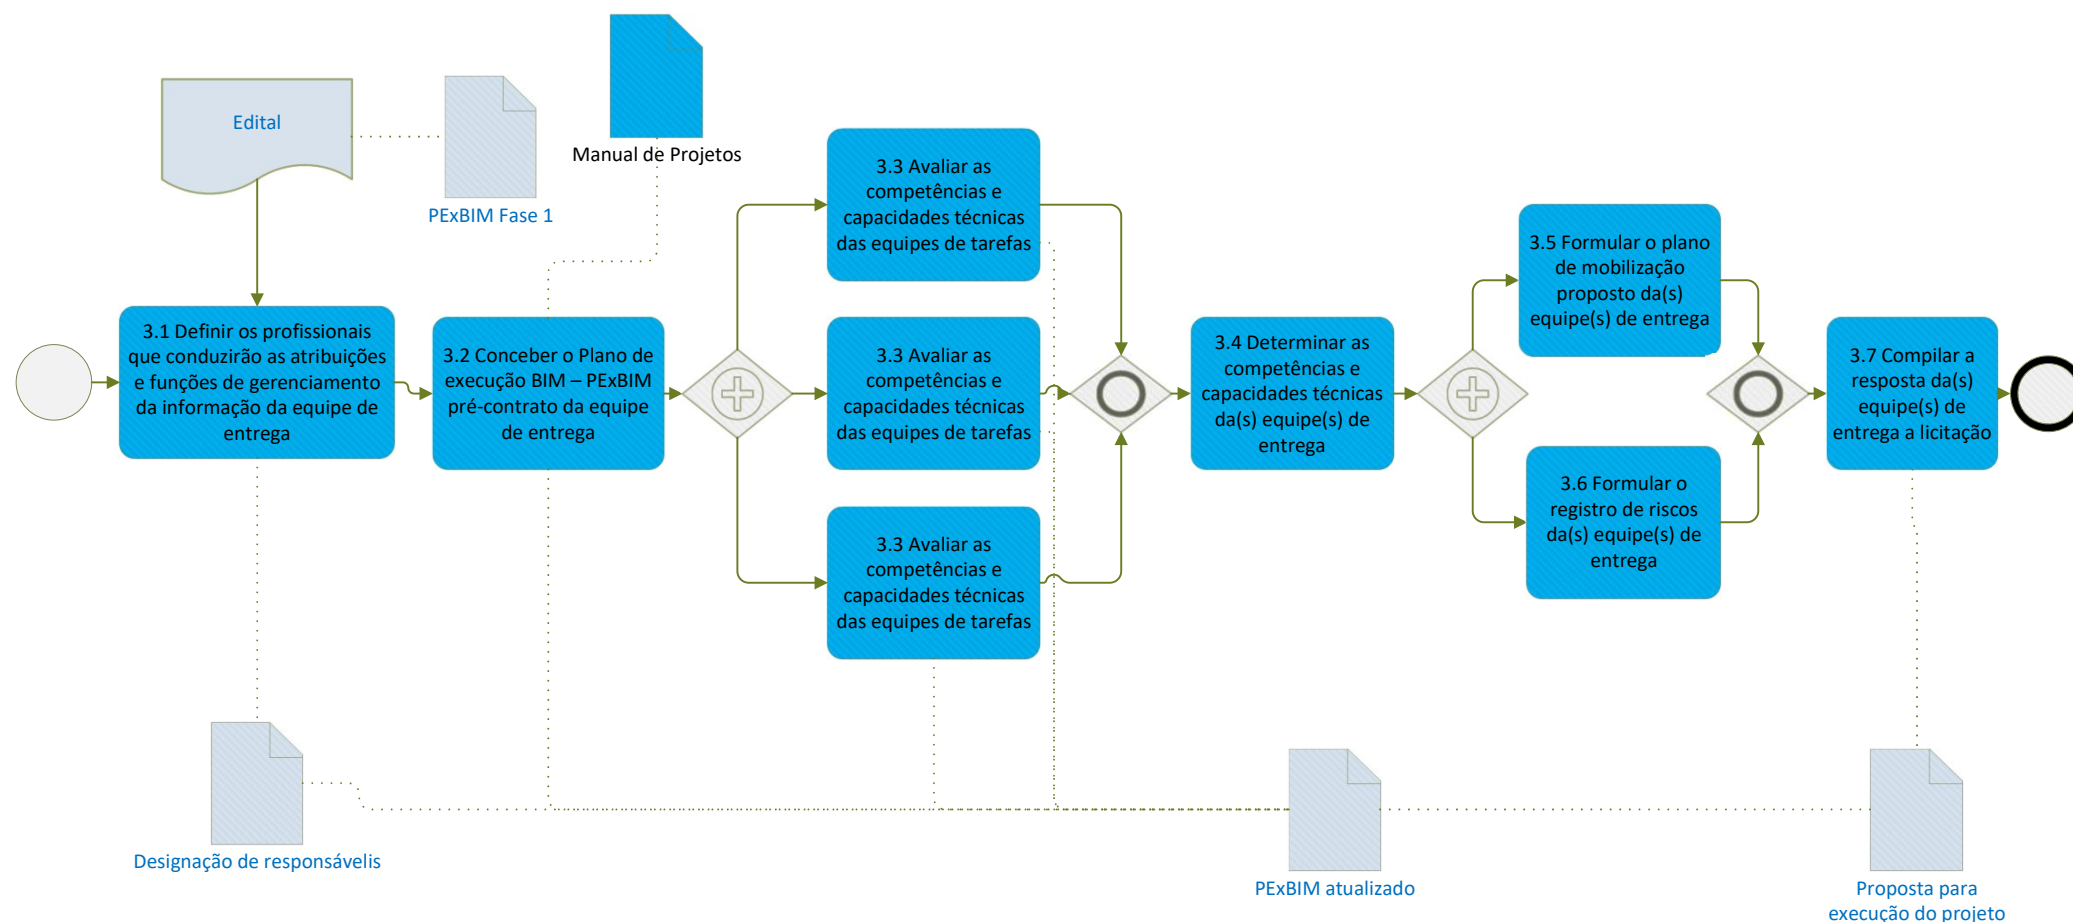 Edital
PExBIM Fase 1
Manual de Projetos
3.1 Definir os profissionais
que conduzirão as atribuições
e funções de gerenciamento
da informação da equipe de
entrega
3.2 Conceber o Plano de
execução BIM – PExBIM
pré-contrato da equipe
de entrega
3.3 Avaliar as
competências e
capacidades técnicas
das equipes de tarefas
3.3 Avaliar as
competências e
capacidades técnicas
das equipes de tarefas
3.3 Avaliar as
competências e
capacidades técnicas
das equipes de tarefas
3.4 Determinar as
competências e
capacidades técnicas
da(s) equipe(s) de
entrega
3.5 Formular o plano
de mobilização
proposto da(s)
equipe(s) de entrega
3.6 Formular o
registro de riscos
da(s) equipe(s) de
entrega
3.7 Compilar a
resposta da(s)
equipe(s) de
entrega a licitação
Designação de responsávelis
PExBIM atualizado
Proposta para
execução do projeto